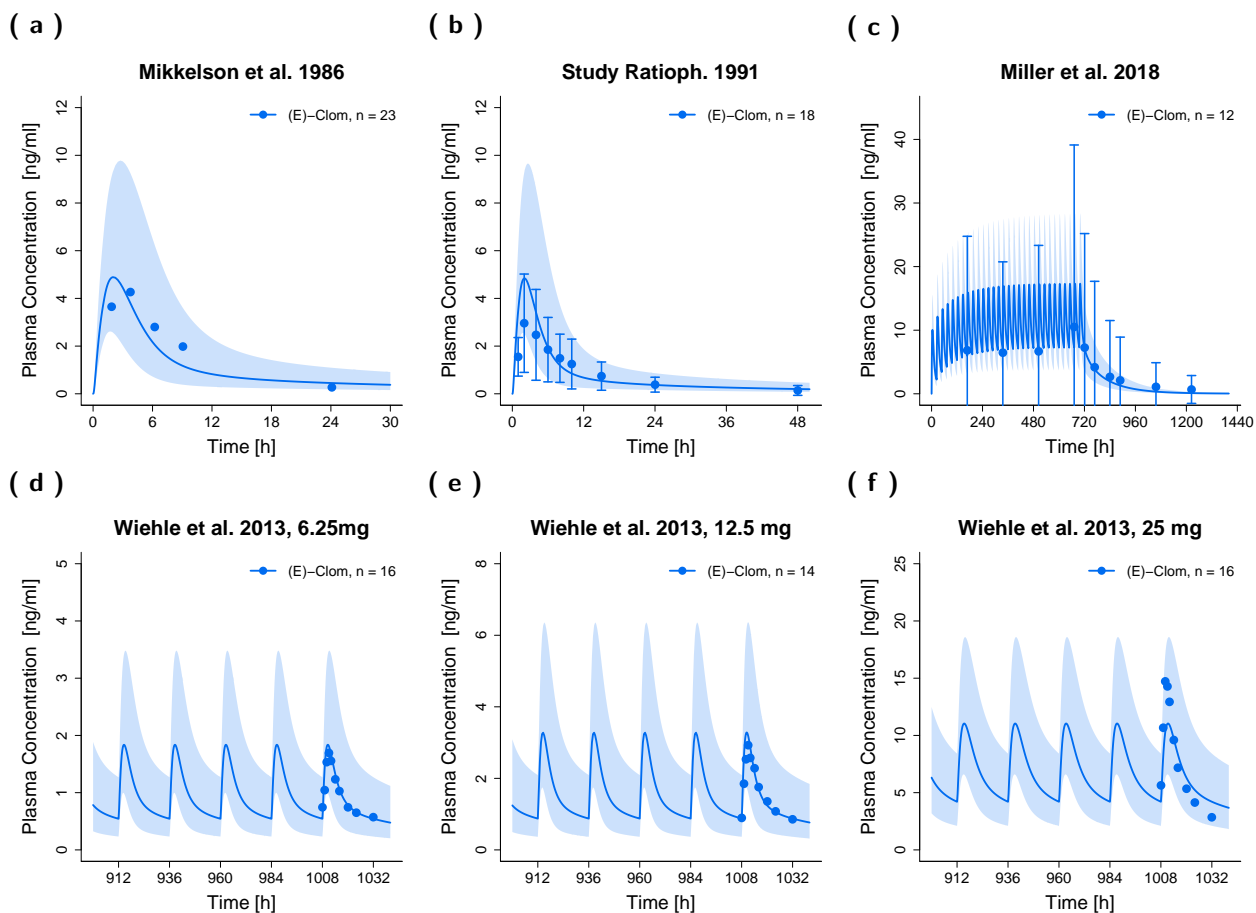 ( a )
Mikkelson et al. 1986
(E)−Clom, n = 23
Plasma Concentration [ng/ml]
12
10
8
6
4
2
0
0 6 12 18 24 30
Time [h]
( b )
Study Ratioph. 1991
(E)−Clom, n = 18
Plasma Concentration [ng/ml]
12
10
8
6
4
2
0
0 12 24 36 48
Time [h]
( c )
Miller et al. 2018
(E)−Clom, n = 12
Plasma Concentration [ng/ml]
40
30
20
10
0
0 240 480 720 960 1200 1440
Time [h]
( d )
Wiehle et al. 2013, 6.25mg
(E)−Clom, n = 16
Plasma Concentration [ng/ml]
5
4
3
2
1
0
912 936 960 984 1008 1032
Time [h]
( e )
Wiehle et al. 2013, 12.5 mg
(E)−Clom, n = 14
Plasma Concentration [ng/ml]
8
6
4
2
0
912 936 960 984 1008 1032
Time [h]
( f )
Wiehle et al. 2013, 25 mg
(E)−Clom, n = 16
Plasma Concentration [ng/ml]
25
20
15
10
5
0
912 936 960 984 1008 1032
Time [h]